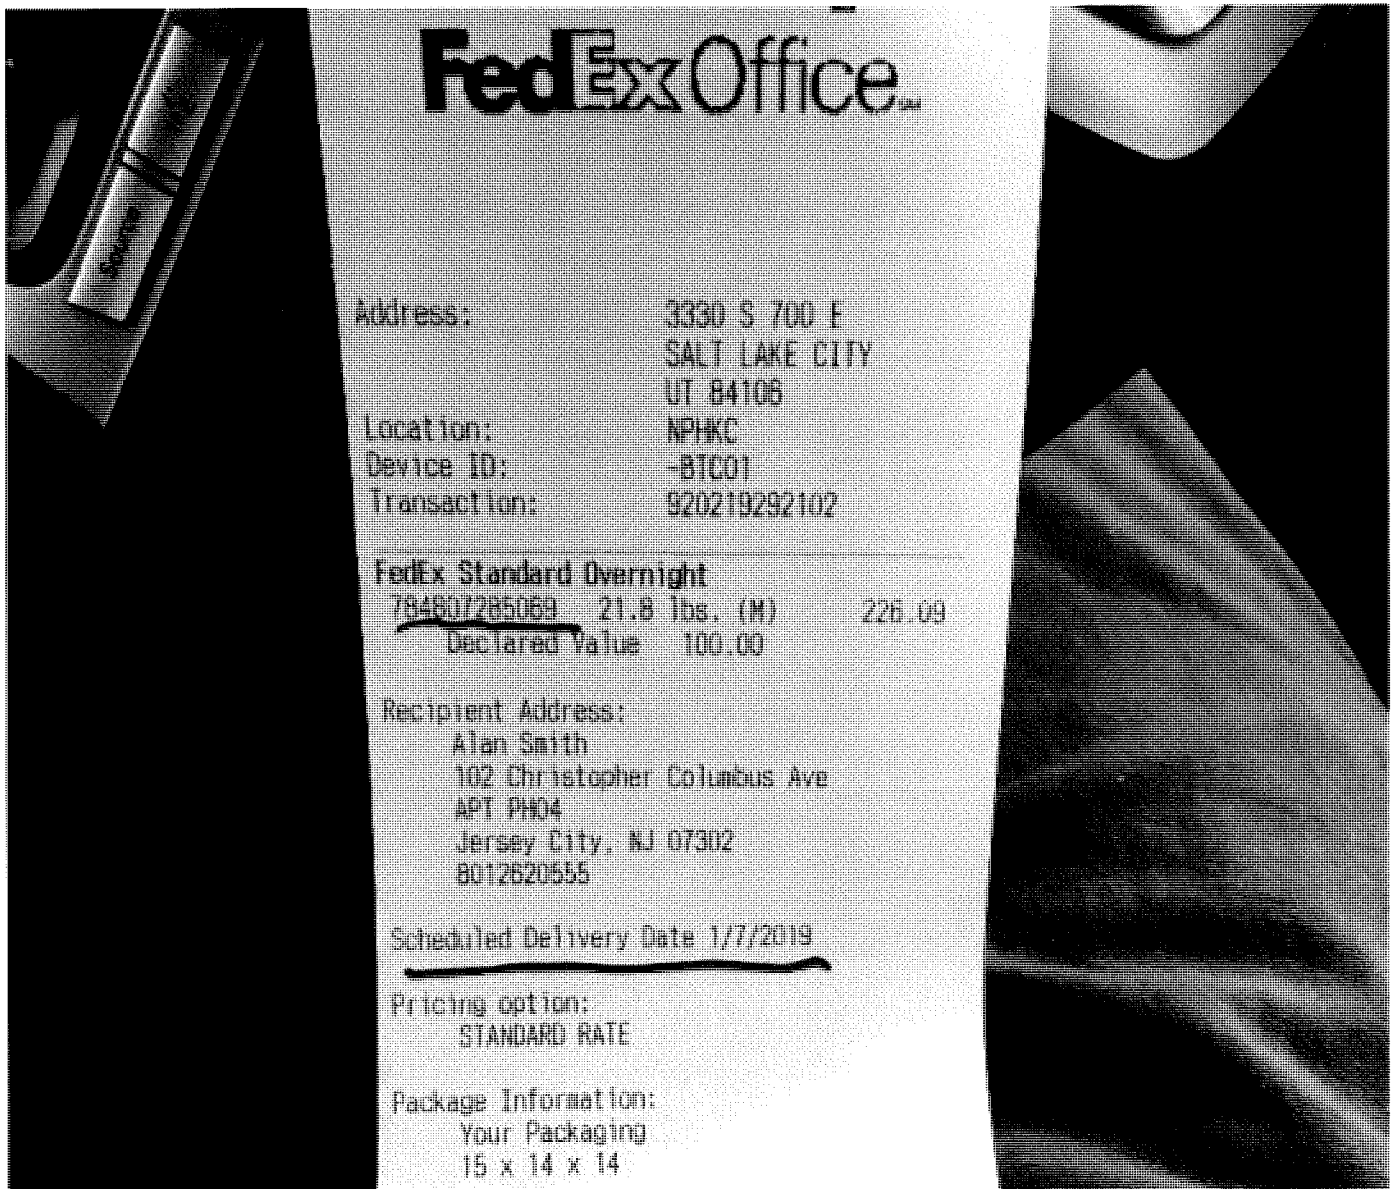 FedEx Office
Source
Address: 3330 S 700 E
SALT LAKE CITY
UT 84106
Location: NPHKC
Device ID: -BTC01
Transaction: 920219292102
FedEx Standard Overnight
784807285069 21.8 lbs. (M) 226.09
Declared Value 100.00
Recipient Address:
Alan Smith
102 Christopher Columbus Ave
APT PH04
Jersey City, NJ 07302
8012620555
Scheduled Delivery Date 1/7/2019
Pricing option:
STANDARD RATE
Package Information:
Your Packaging
15 x 14 x 14